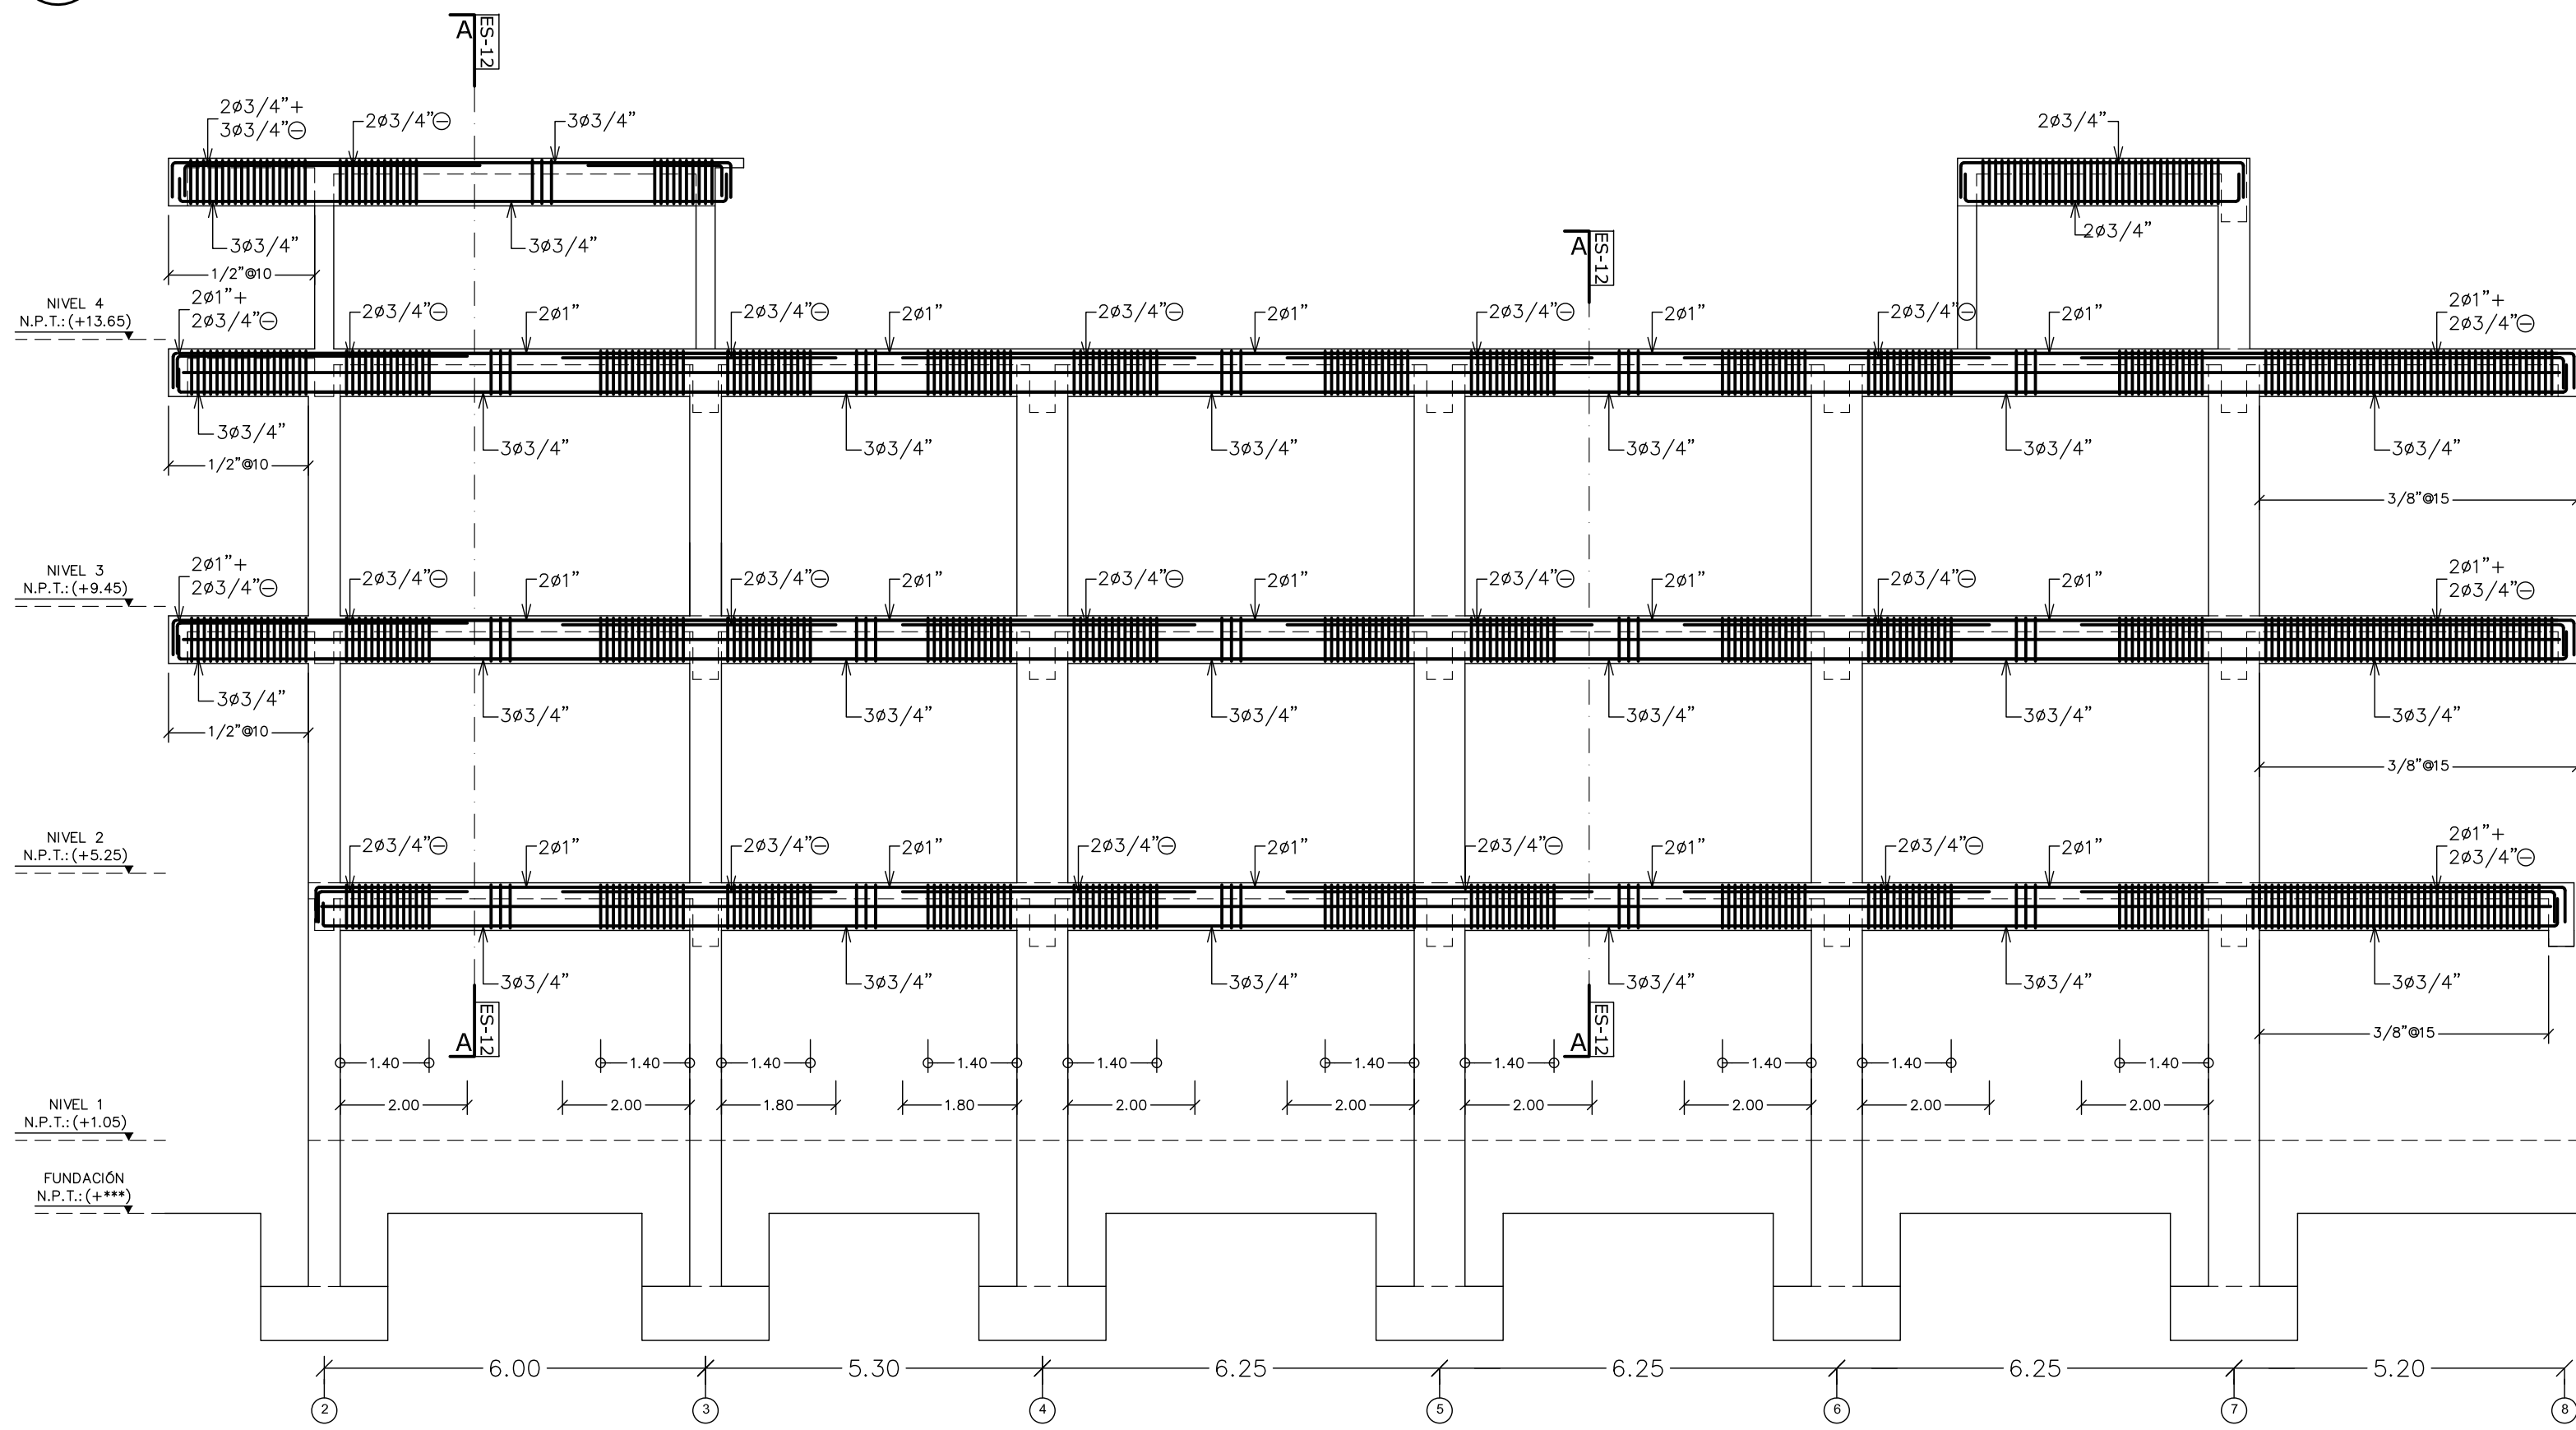 A ES-12
2ø3/4”+
3ø3/4”⊖
2ø3/4”⊖
3ø3/4”
2ø3/4”
3ø3/4”
3ø3/4”
2ø3/4”
1/2”@10
A ES-12
NIVEL 4
N.P.T.:(+13.65)
2ø1”+
2ø3/4”⊖
2ø3/4”⊖
2ø1”
2ø3/4”⊖
2ø1”
2ø3/4”⊖
2ø1”
2ø3/4”⊖
2ø1”
2ø3/4”⊖
2ø1”
2ø1”+
2ø3/4”⊖
3ø3/4”
3ø3/4”
3ø3/4”
3ø3/4”
3ø3/4”
3ø3/4”
3ø3/4”
1/2”@10
3/8”@15
NIVEL 3
N.P.T.:(+9.45)
2ø1”+
2ø3/4”⊖
2ø3/4”⊖
2ø1”
2ø3/4”⊖
2ø1”
2ø3/4”⊖
2ø1”
2ø3/4”⊖
2ø1”
2ø3/4”⊖
2ø1”
2ø1”+
2ø3/4”⊖
3ø3/4”
3ø3/4”
3ø3/4”
3ø3/4”
3ø3/4”
3ø3/4”
3ø3/4”
1/2”@10
3/8”@15
NIVEL 2
N.P.T.:(+5.25)
2ø3/4”⊖
2ø1”
2ø3/4”⊖
2ø1”
2ø3/4”⊖
2ø1”
2ø3/4”⊖
2ø1”
2ø3/4”⊖
2ø1”
2ø1”+
2ø3/4”⊖
3ø3/4”
3ø3/4”
3ø3/4”
3ø3/4”
3ø3/4”
3ø3/4”
A ES-12
A ES-12
3/8”@15
1.40
1.40
1.40
1.40
1.40
1.40
1.40
1.40
1.40
1.40
2.00
2.00
1.80
1.80
2.00
2.00
2.00
2.00
2.00
2.00
NIVEL 1
N.P.T.:(+1.05)
FUNDACIÓN
N.P.T.:(+***)
6.00
5.30
6.25
6.25
6.25
5.20
2
3
4
5
6
7
8